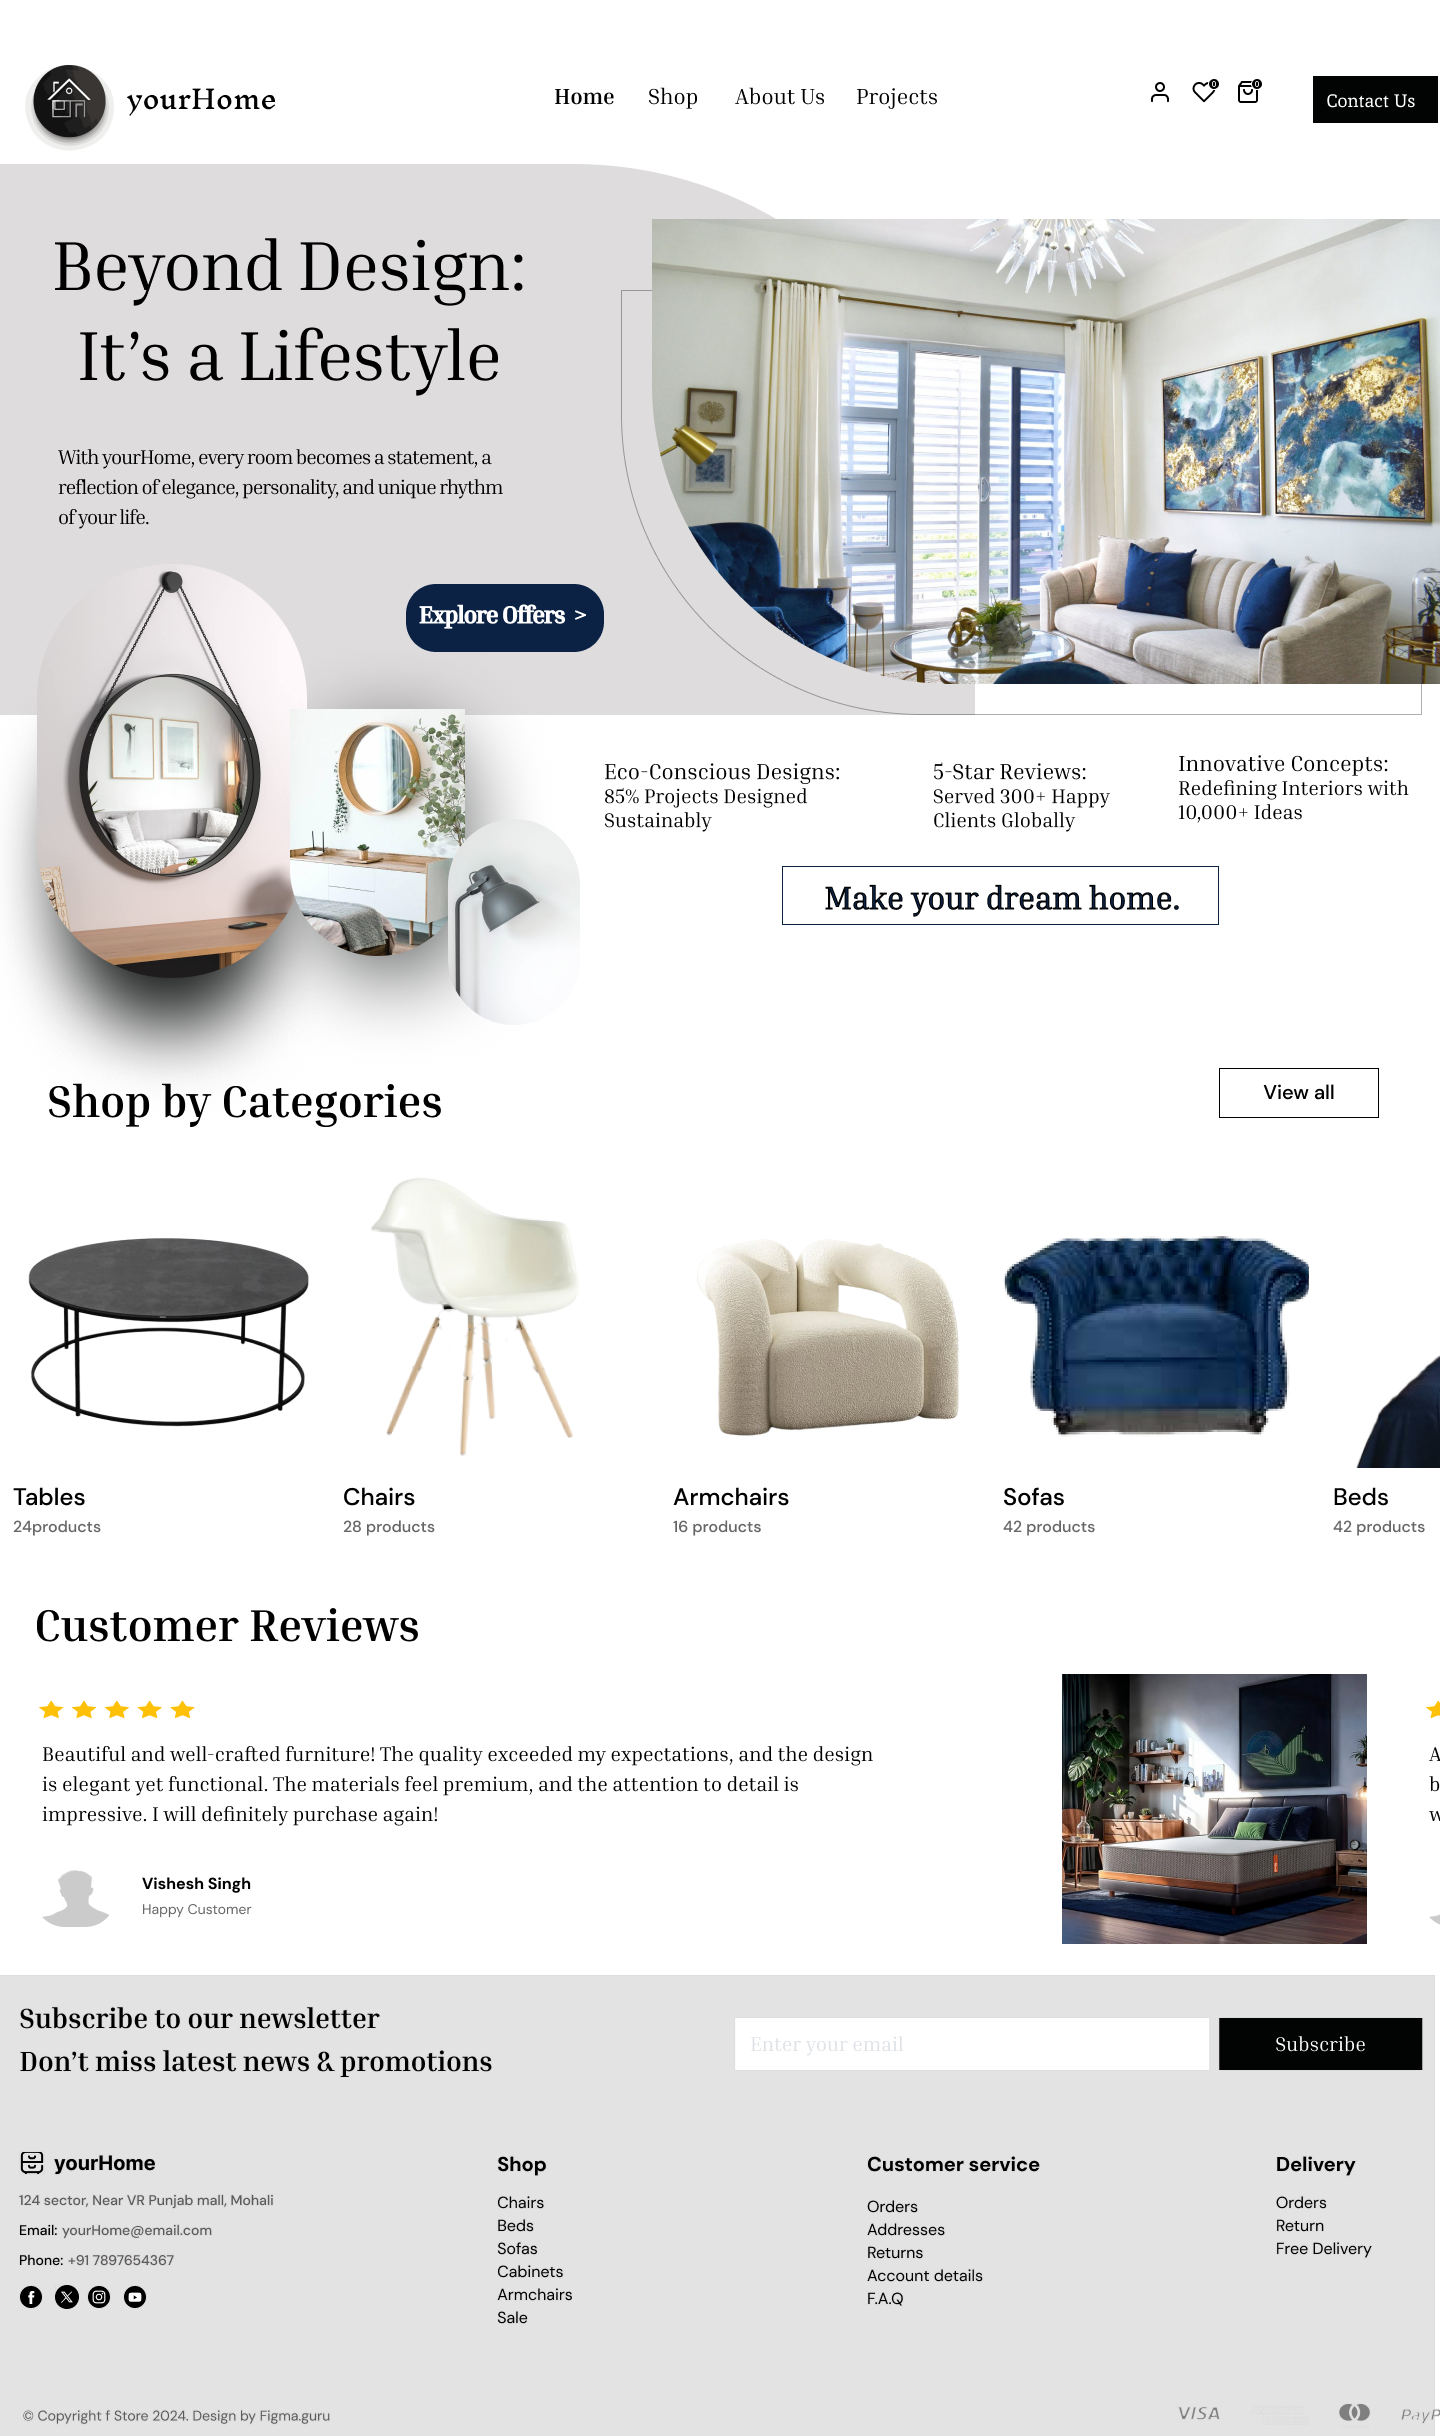 yourHome
Home Shop About Us Projects
0 0
Contact Us
Beyond Design:
It’s a Lifestyle
With yourHome, every room becomes a statement, a
reflection of elegance, personality, and unique rhythm
of your life.
Explore Offers >
Eco-Conscious Designs:
85% Projects Designed
Sustainably
5-Star Reviews:
Served 300+ Happy
Clients Globally
Innovative Concepts:
Redefining Interiors with
10,000+ Ideas
Make your dream home.
Shop by Categories
View all
Tables
24products
Chairs
28 products
Armchairs
16 products
Sofas
42 products
Beds
42 products
Customer Reviews
Beautiful and well-crafted furniture! The quality exceeded my expectations, and the design
is elegant yet functional. The materials feel premium, and the attention to detail is
impressive. I will definitely purchase again!
Vishesh Singh
Happy Customer
A
b
w
Subscribe to our newsletter
Don’t miss latest news & promotions
Enter your email
Subscribe
yourHome
124 sector, Near VR Punjab mall, Mohali
Email: yourHome@email.com
Phone: +91 7897654367
Shop
Chairs
Beds
Sofas
Cabinets
Armchairs
Sale
Customer service
Orders
Addresses
Returns
Account details
F.A.Q
Delivery
Orders
Return
Free Delivery
© Copyright f Store 2024. Design by Figma.guru
VISA
PayP